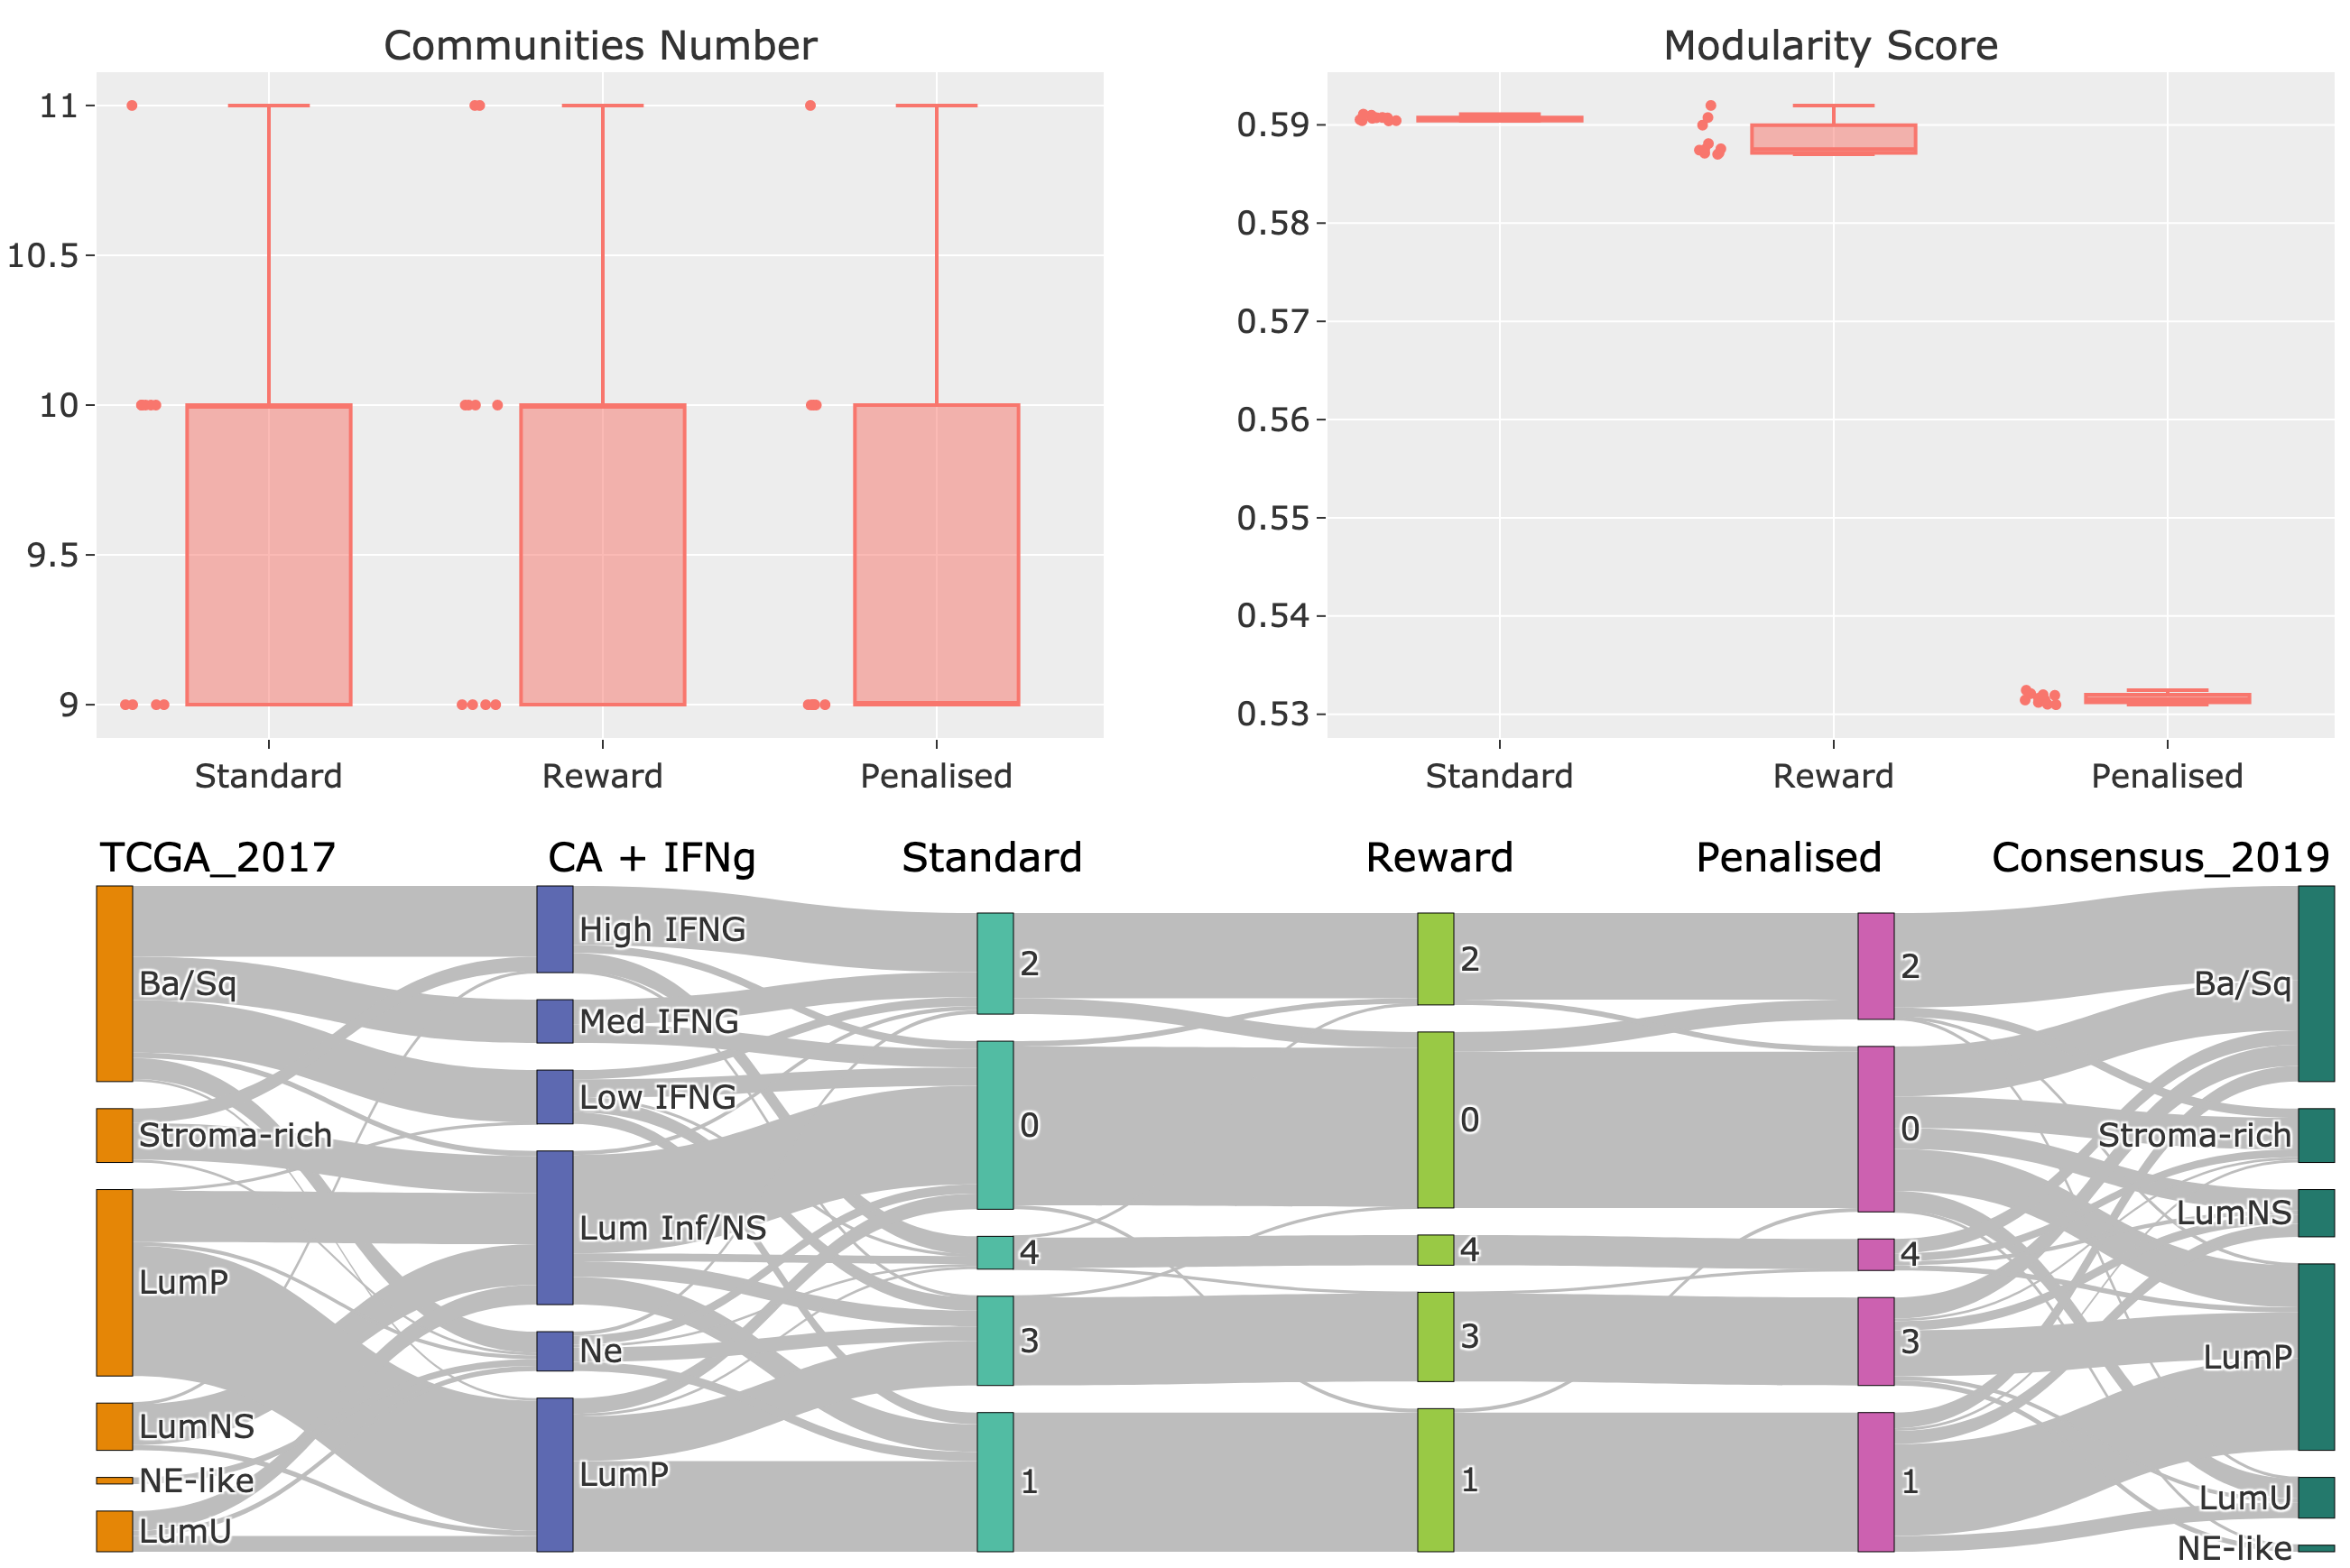 Communities Number
11
10.5
10
9.5
9
Standard Reward Penalised
Modularity Score
0.59
0.58
0.57
0.56
0.55
0.54
0.53
Standard Reward Penalised
TCGA_2017 CA + IFNg Standard Reward Penalised Consensus_2019
Ba/Sq
Stroma-rich
LumP
LumNS
NE-like
LumU
High IFNG
Med IFNG
Low IFNG
Lum Inf/NS
Ne
LumP
2
0
4
3
1
2
0
4
3
1
2
0
4
3
1
Ba/Sq
Stroma-rich
LumNS
LumP
LumU
NE-like